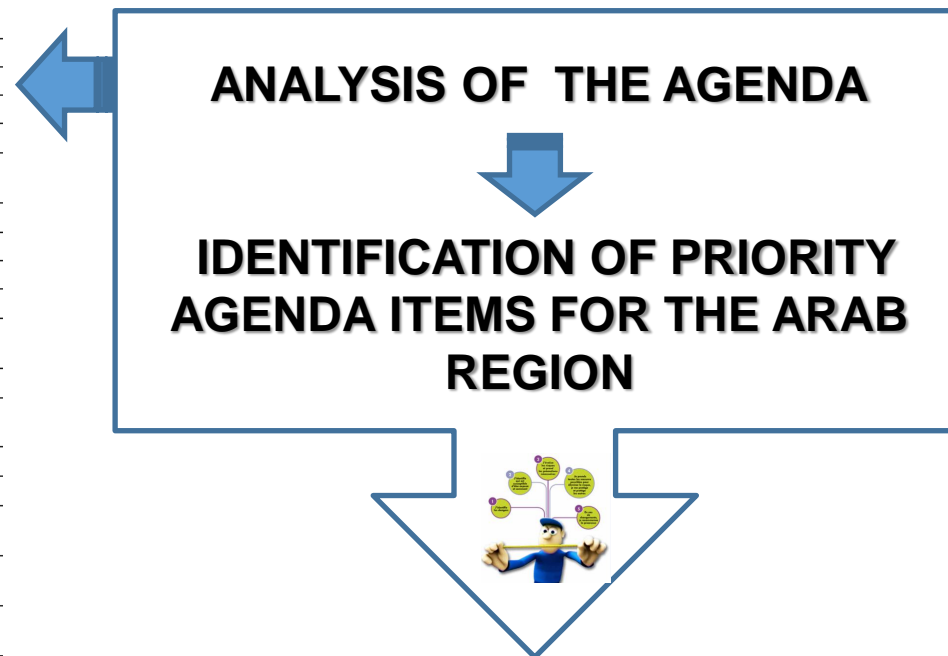 ANALYSIS OF THE AGENDA
IDENTIFICATION OF PRIORITY
AGENDA ITEMS FOR THE ARAB
REGION